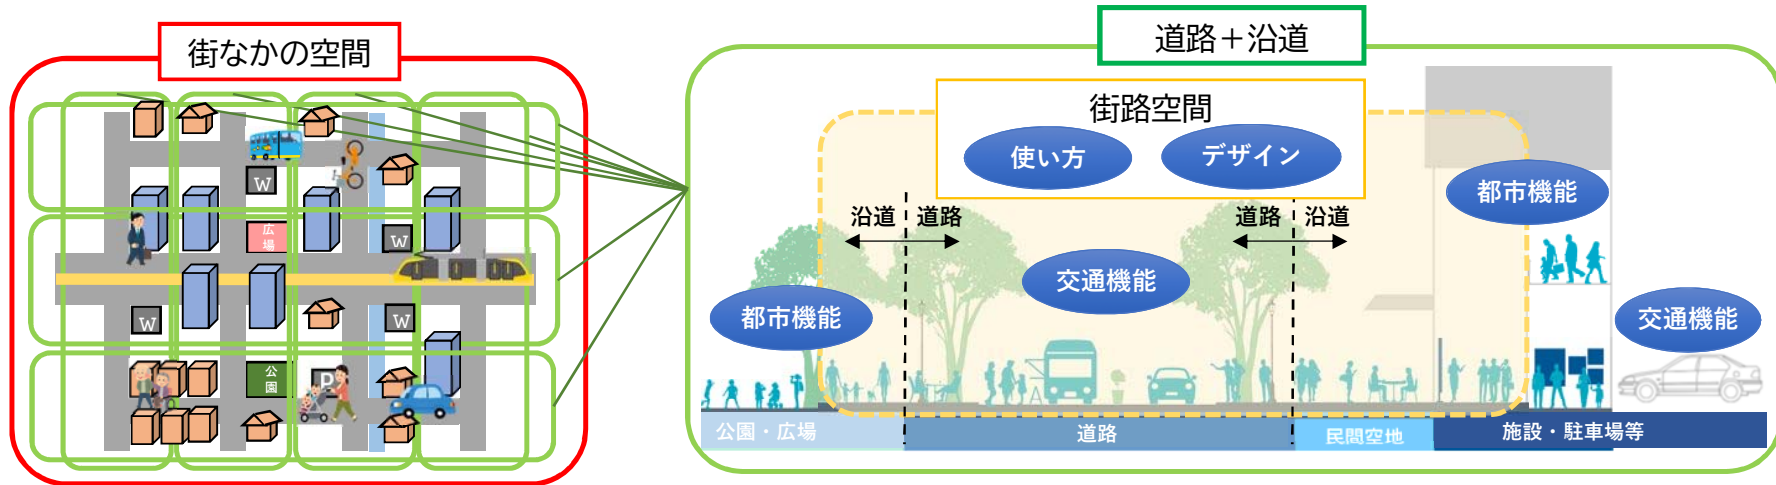 街なかの空間
W
広
場
W
W
W
公
園
P
道路＋沿道
街路空間
使い方
デザイン
都市機能
沿道
道路
道路
沿道
交通機能
都市機能
交通機能
公園・広場
道路
民間空地
施設・駐車場等